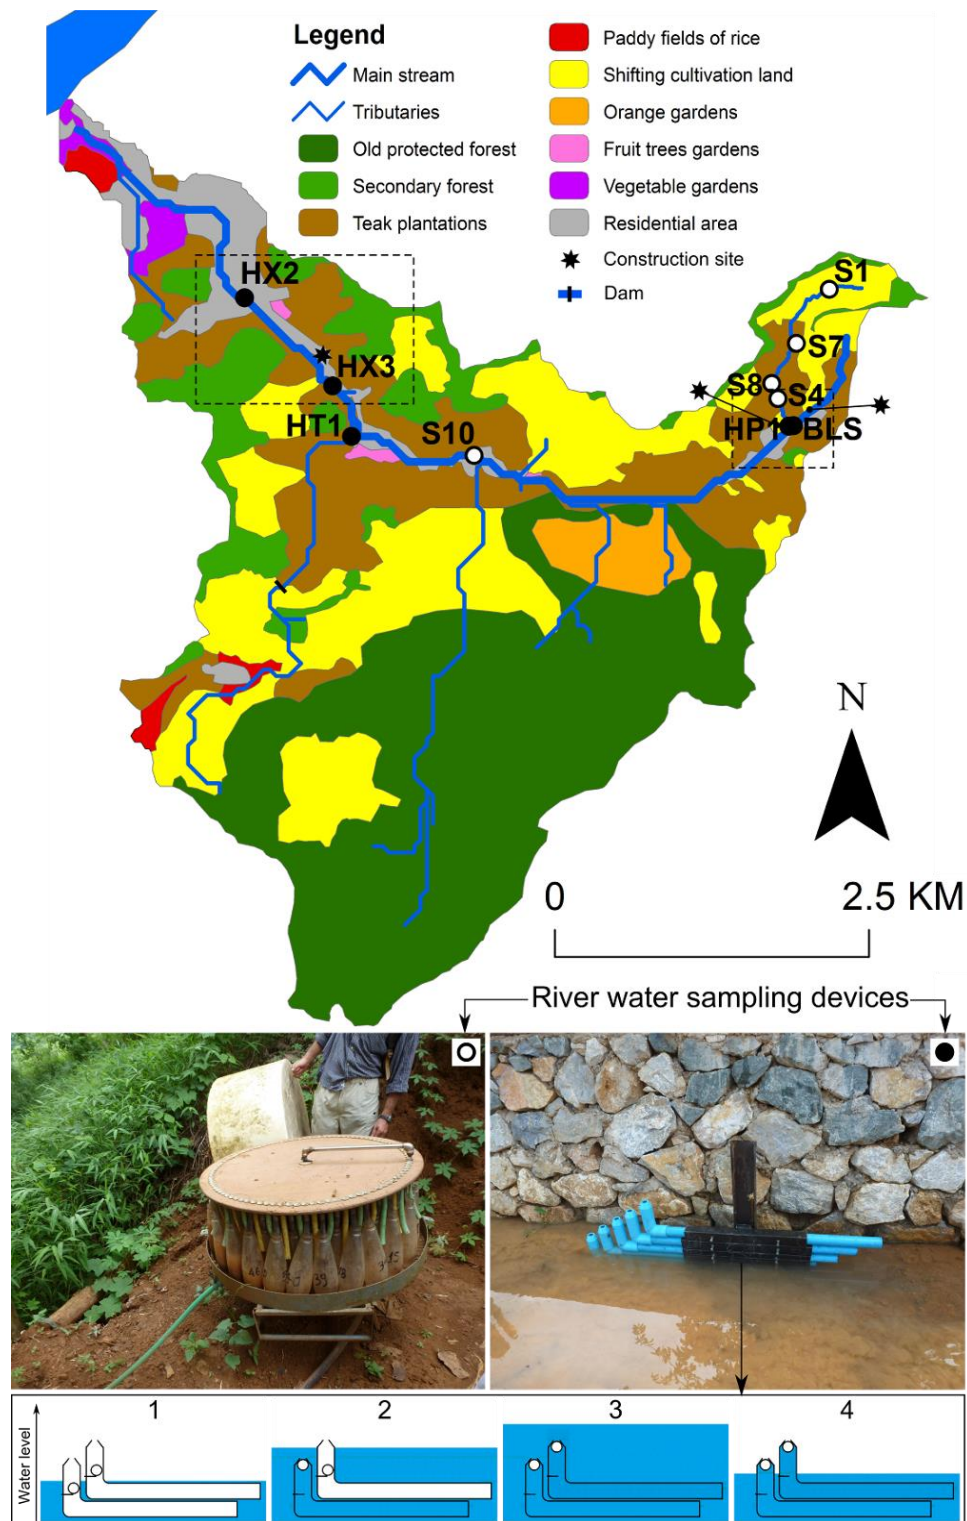 Legend
Main stream
Tributaries
Old protected forest
Secondary forest
Teak plantations
Paddy fields of rice
Shifting cultivation land
Orange gardens
Fruit trees gardens
Vegetable gardens
Residential area
Construction site
Dam
HX2
HX3
HT1
S10
S1
S7
S8
S4
HP1
BLS
N
0 2.5 KM
River water sampling devices
39
Water level
1 2 3 4